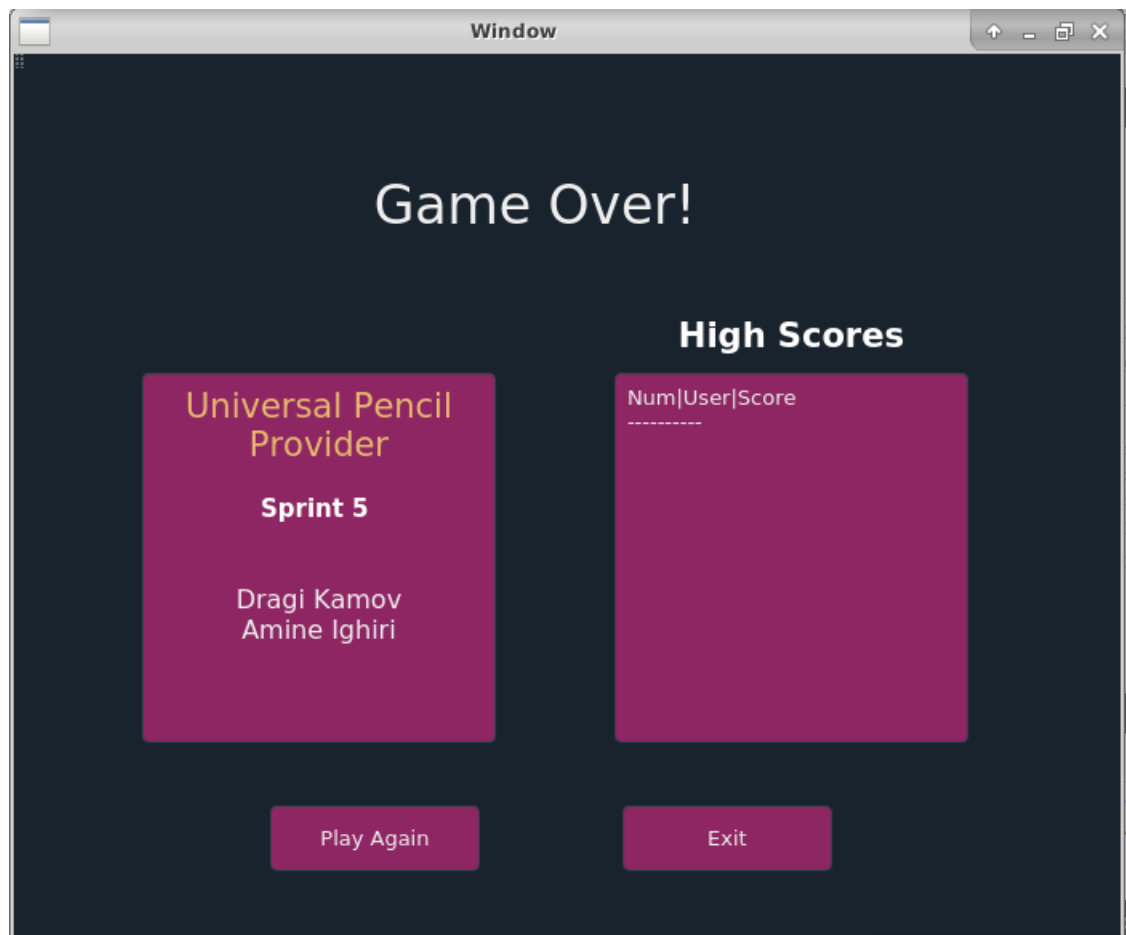 Window
Game Over!
High Scores
Universal Pencil
Provider
Sprint 5
Dragi Kamov
Amine Ighiri
Num|User|Score
----------
Play Again
Exit